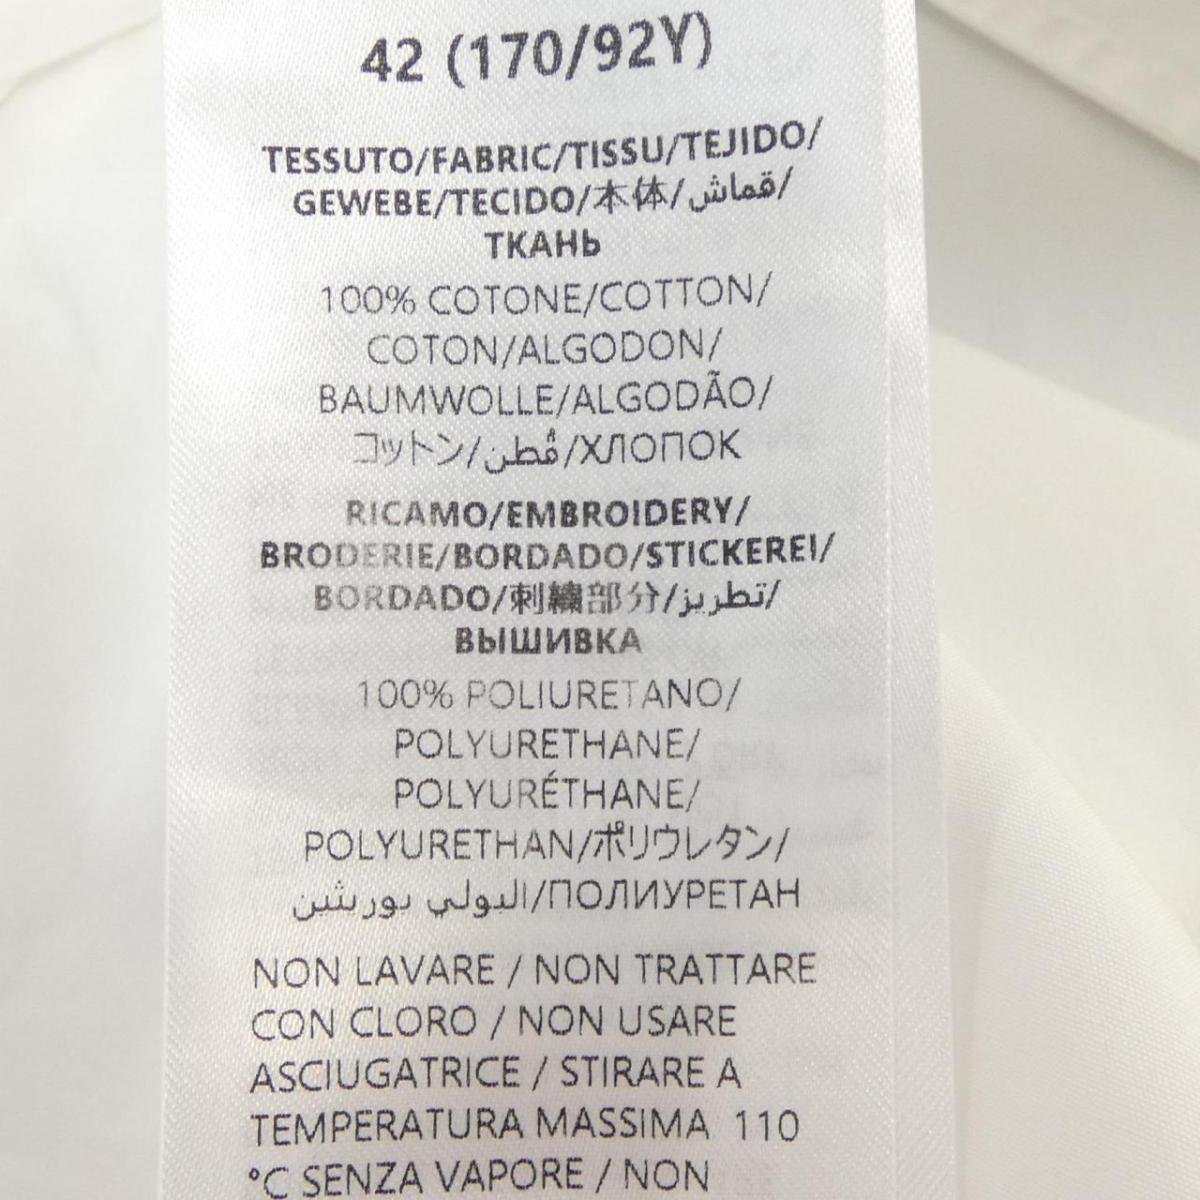 42 (170/92Y)
TESSUTO/FABRIC/TISSU/TEJIDO/
GEWEBE/TECIDO/本体/قماش/
ТКАНЬ
100% COTONE/COTTON/
COTON/ALGODON/
BAUMWOLLE/ALGODÃO/
コットン/قُطن/ХЛОПОК
RICAMO/EMBROIDERY/
BRODERIE/BORDADO/STICKEREI/
BORDADO/刺繍部分/تطريز/
ВЫШИВКА
100% POLIURETANO/
POLYURETHANE/
POLYURÉTHANE/
POLYURETHAN/ポリウレタン/
البولي يوريثين/ПОЛИУРЕТАН
NON LAVARE / NON TRATTARE
CON CLORO / NON USARE
ASCIUGATRICE / STIRARE A
TEMPERATURA MASSIMA 110
°C SENZA VAPORE / NON